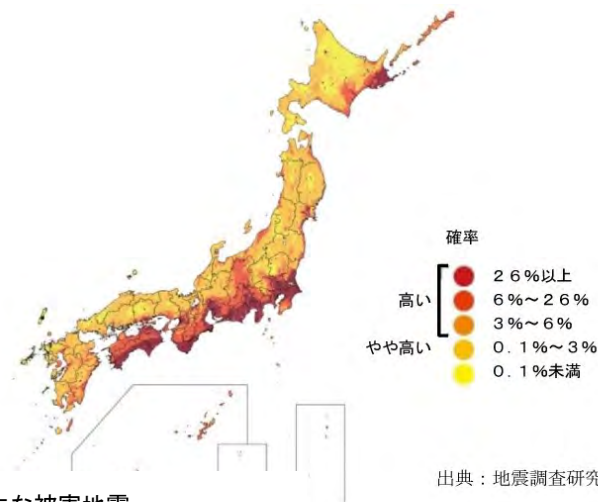 確率
２６%以上
高い
６%～２６%
３%～６%
やや高い
０．１%～３%
０．１%未満
出典：地震調査研究
な被害地震